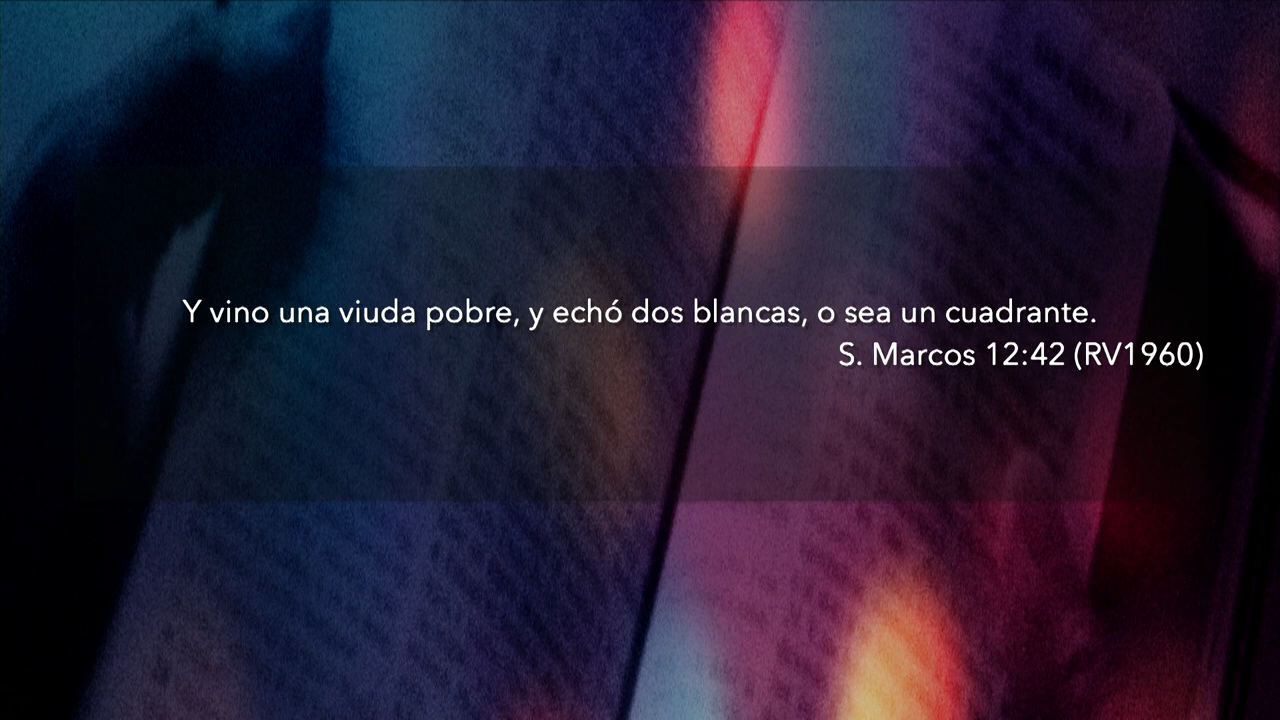 Y vino una viuda pobre, y echó dos blancas, o sea un cuadrante.
S. Marcos 12:42 (RV1960)